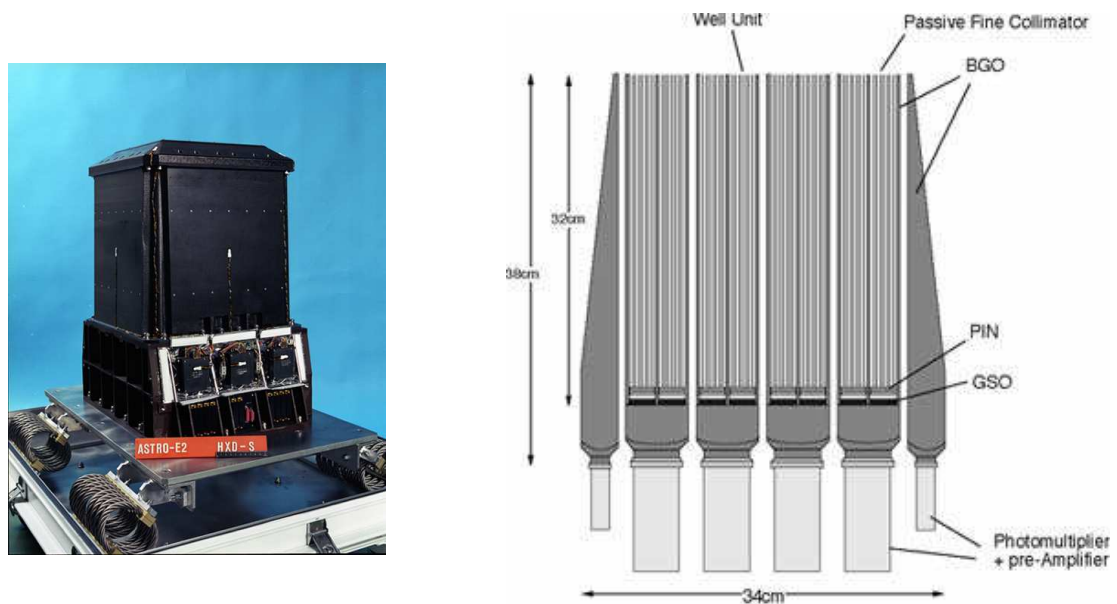 ASTRO-E2 HXD-S
Well Unit
Passive Fine Collimator
BGO
32cm
38cm
PIN
GSO
Photomultiplier
+ pre-Amplifier
34cm